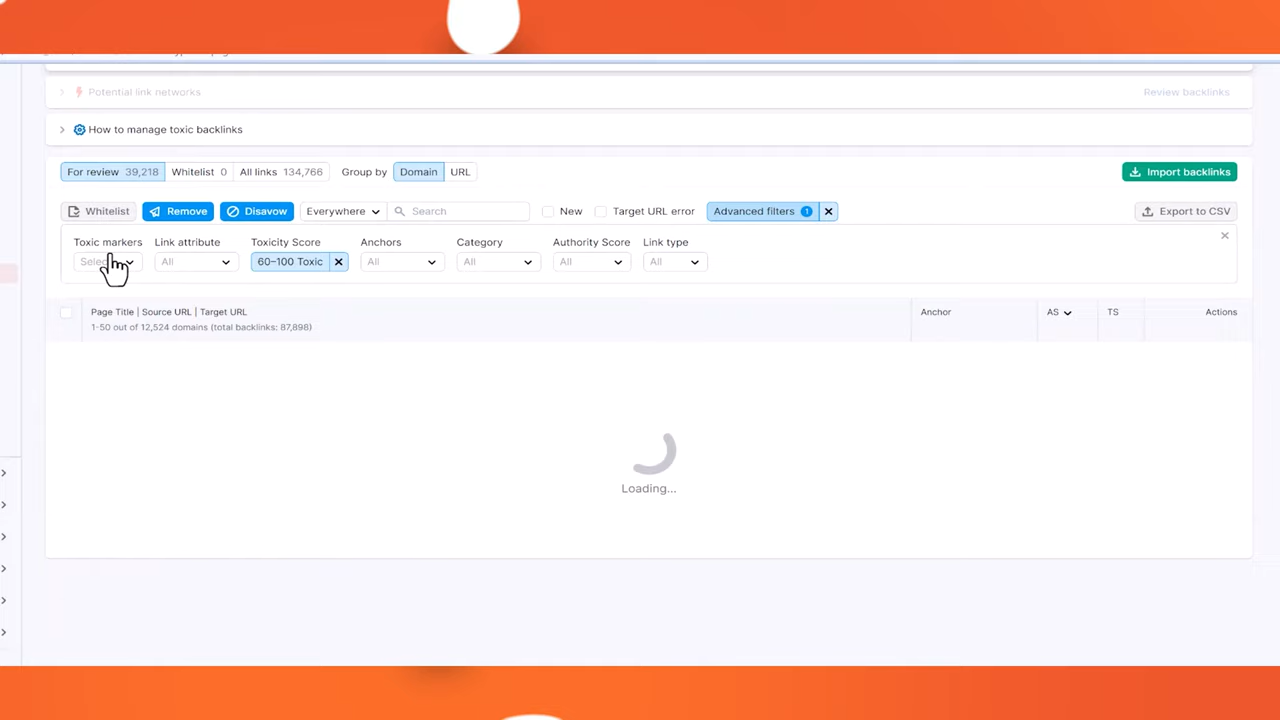 Potential link networks Review backlinks
How to manage toxic backlinks
For review 39,218 Whitelist 0 All links 134,766 Group by Domain URL Import backlinks
Whitelist Remove Disavow Everywhere Search New Target URL error Advanced filters 1 Export to CSV
Toxic markers Link attribute Toxicity Score Anchors Category Authority Score Link type
All 60–100 Toxic All All All All
Page Title | Source URL | Target URL Anchor AS TS Actions
1-50 out of 12,524 domains (total backlinks: 87,898)
Loading...